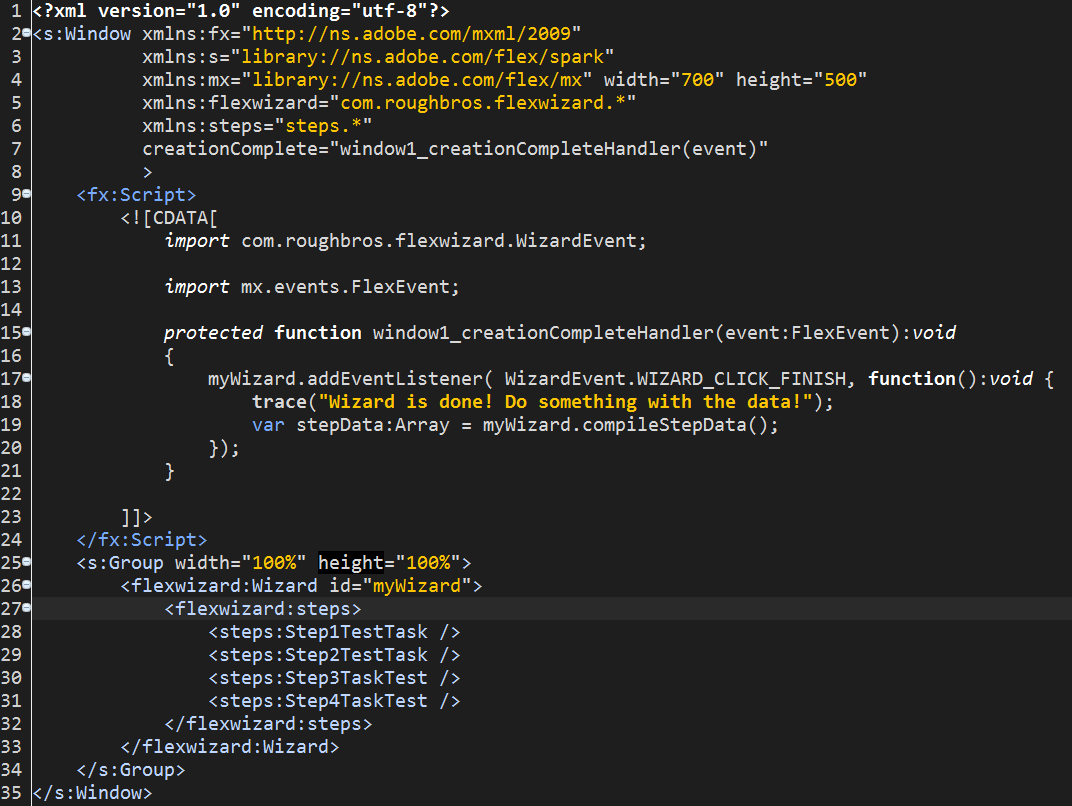 1 <?xml version="1.0" encoding="utf-8"?>
2 <s:Window xmlns:fx="http://ns.adobe.com/mxml/2009"
3           xmlns:s="library://ns.adobe.com/flex/spark"
4           xmlns:mx="library://ns.adobe.com/flex/mx" width="700" height="500"
5           xmlns:flexwizard="com.roughbros.flexwizard.*"
6           xmlns:steps="steps.*"
7           creationComplete="window1_creationCompleteHandler(event)"
8           >
9     <fx:Script>
10         <![CDATA[
11             import com.roughbros.flexwizard.WizardEvent;
12
13             import mx.events.FlexEvent;
14
15             protected function window1_creationCompleteHandler(event:FlexEvent):void
16             {
17                 myWizard.addEventListener( WizardEvent.WIZARD_CLICK_FINISH, function():void {
18                     trace("Wizard is done! Do something with the data!");
19                     var stepData:Array = myWizard.compileStepData();
20                 });
21             }
22
23         ]]>
24     </fx:Script>
25     <s:Group width="100%" height="100%">
26         <flexwizard:Wizard id="myWizard">
27             <flexwizard:steps>
28                 <steps:Step1TestTask />
29                 <steps:Step2TestTask />
30                 <steps:Step3TaskTest />
31                 <steps:Step4TaskTest />
32             </flexwizard:steps>
33         </flexwizard:Wizard>
34     </s:Group>
35 </s:Window>